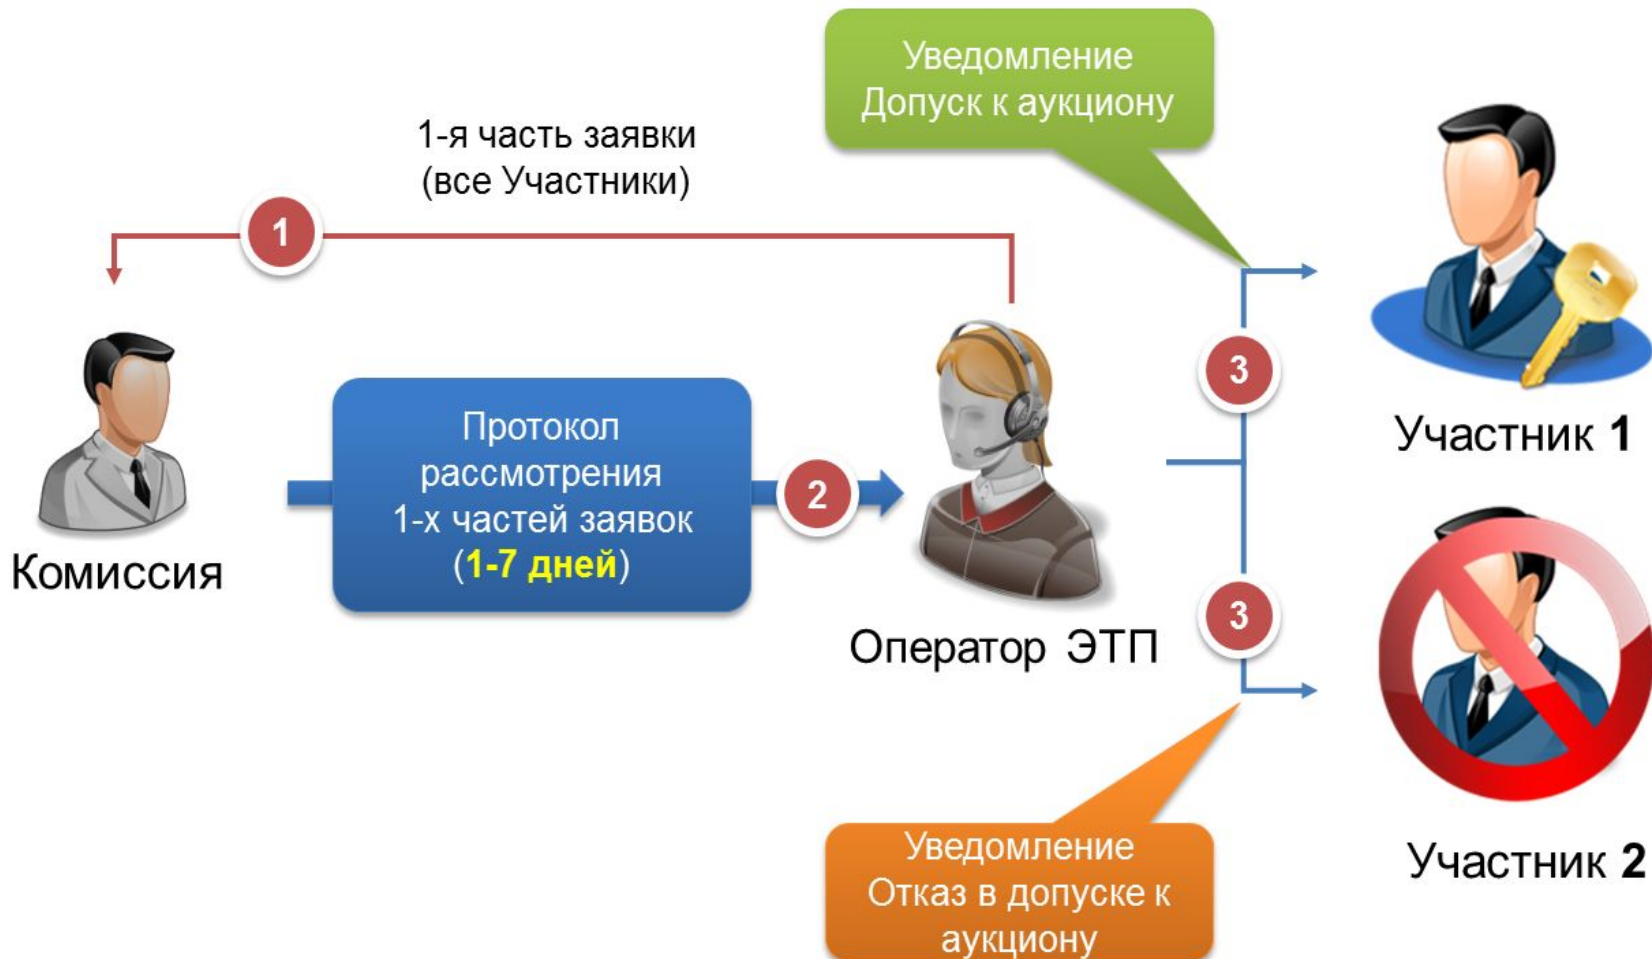 Уведомление
Допуск к аукциону
1-я часть заявки
(все Участники)
1
3
Участник 1
Протокол
рассмотрения
1-х частей заявок
(1-7 дней)
2
Комиссия
Оператор ЭТП
3
Участник 2
Уведомление
Отказ в допуске к
аукциону